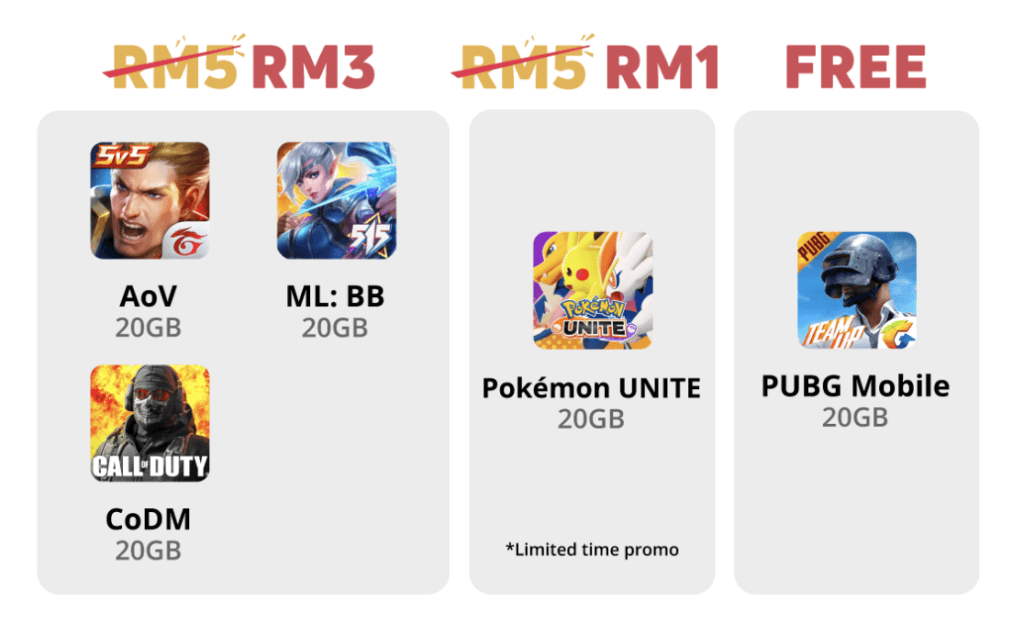 RM5 RM3
RM5 RM1
FREE
5v5
AoV
20GB
515
ML: BB
20GB
CALL OF DUTY
CoDM
20GB
POKÉMON
UNITE
Pokémon UNITE
20GB
*Limited time promo
PUBG
TEAM
UP!
PUBG Mobile
20GB